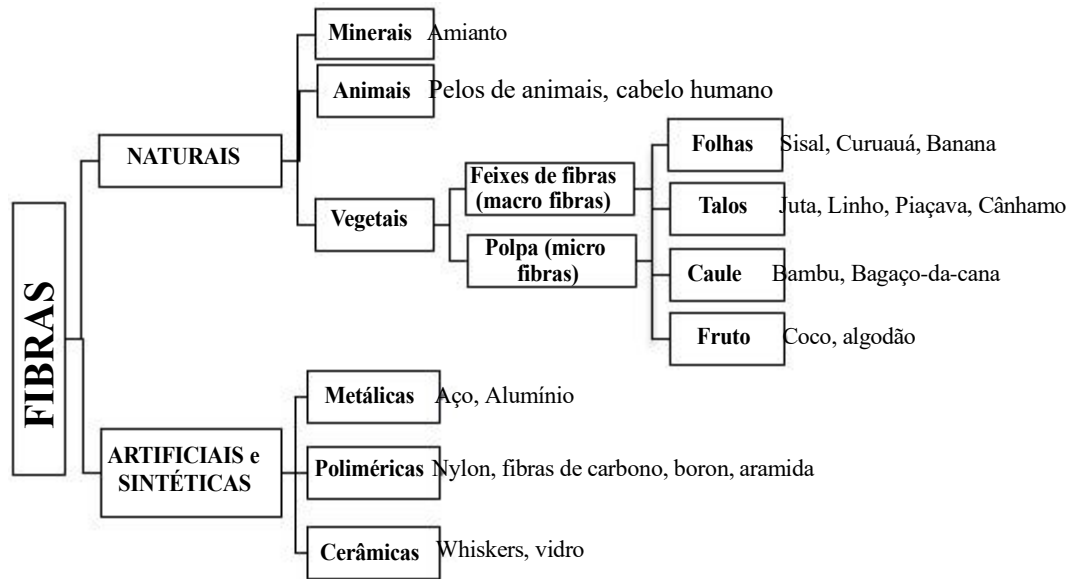 FIBRAS
NATURAIS
Minerais Amianto
Animais Pelos de animais, cabelo humano
Vegetais
Feixes de fibras
(macro fibras)
Polpa (micro
fibras)
Folhas Sisal, Curuauá, Banana
Talos Juta, Linho, Piaçava, Cânhamo
Caule Bambu, Bagaço-da-cana
Fruto Coco, algodão
ARTIFICIAIS e
SINTÉTICAS
Metálicas Aço, Alumínio
Poliméricas Nylon, fibras de carbono, boron, aramida
Cerâmicas Whiskers, vidro